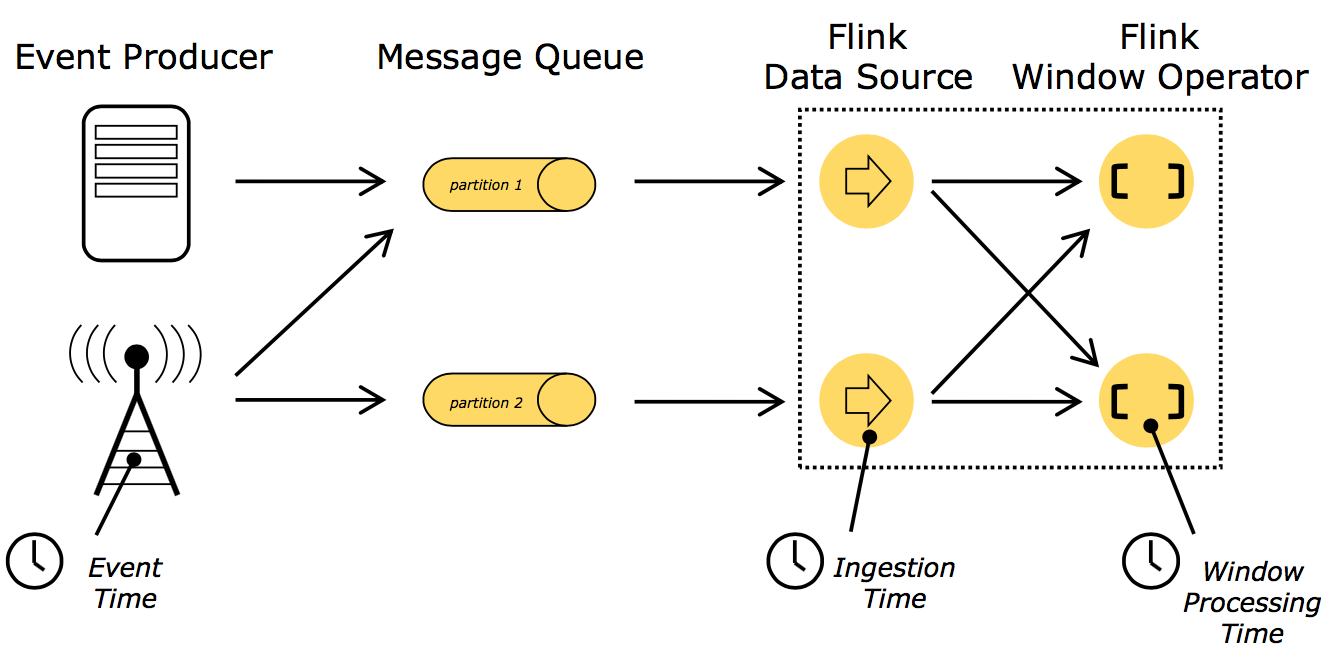 Event Producer
Message Queue
Flink
Data Source
Flink
Window Operator
partition 1
partition 2
Event
Time
Ingestion
Time
Window
Processing
Time